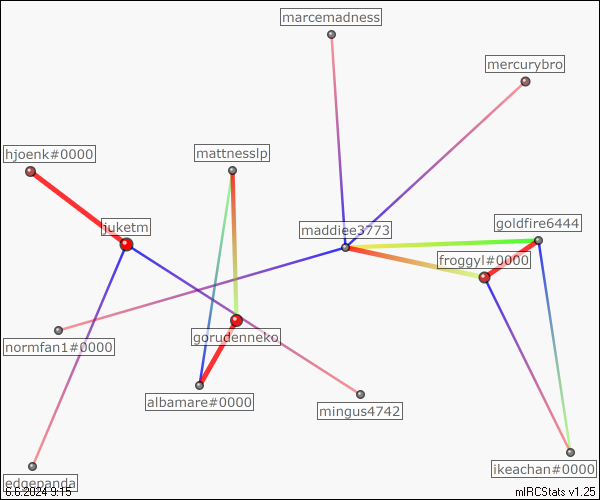 marcemadness
mercurybro
hjoenk#0000
mattnesslp
juketm
maddiee3773
goldfire6444
froggyl#0000
gorudenneko
normfan1#0000
albamare#0000
mingus4742
ikeachan#0000
edgepanda
6.6.2024 9:15
mIRCStats v1.25